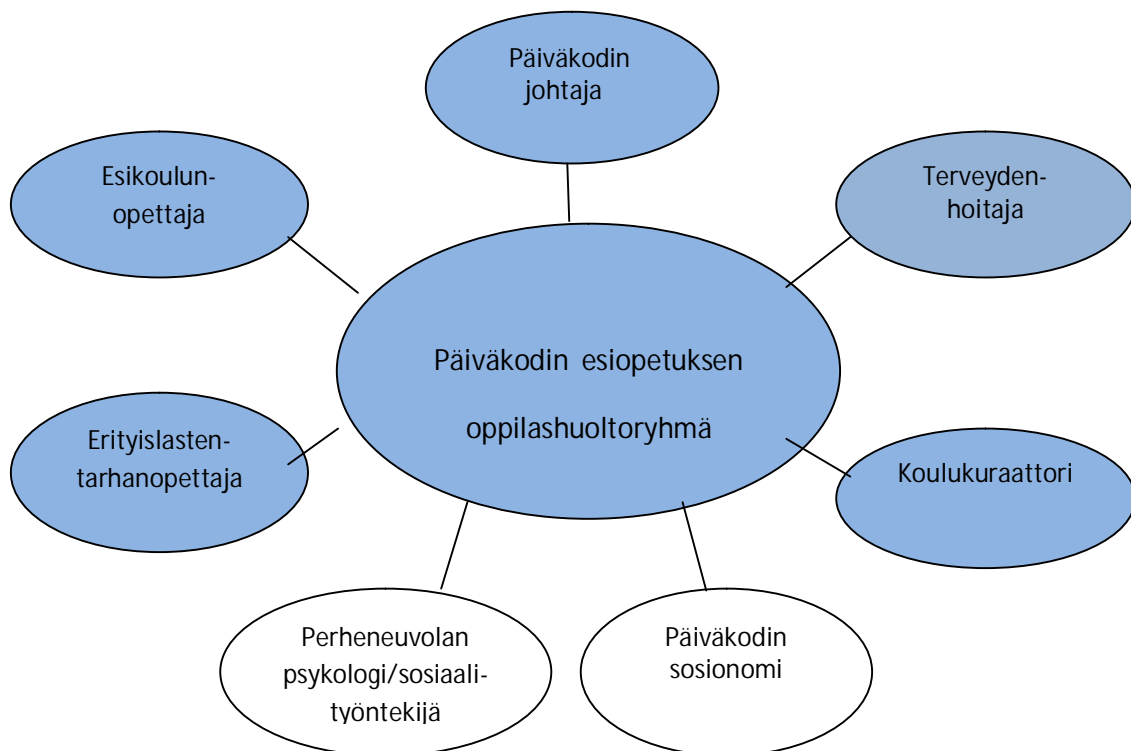 Päiväkodin
johtaja
Esikoulun-
opettaja
Terveyden-
hoitaja
Päiväkodin esiopetuksen
oppilashuoltoryhmä
Erityislasten-
tarhanopettaja
Koulukuraattori
Perheneuvolan
psykologi/sosiaali-
työntekijä
Päiväkodin
sosionomi